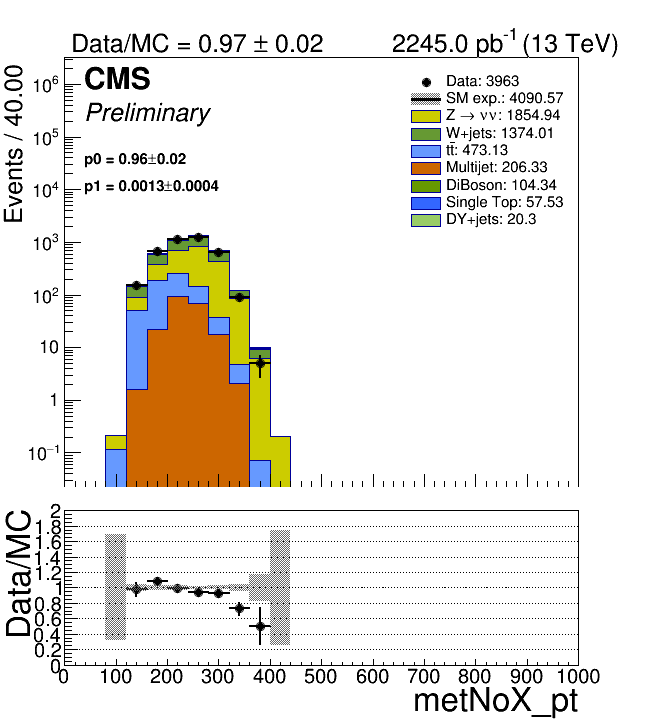 Data/MC = 0.97 ± 0.02 2245.0 pb⁻¹ (13 TeV)
Events / 40.00
CMS
Preliminary
p0 = 0.96±0.02
p1 = 0.0013±0.0004
Data: 3963
SM exp.: 4090.57
Z → νν: 1854.94
W+jets: 1374.01
tt̄: 473.13
Multijet: 206.33
DiBoson: 104.34
Single Top: 57.53
DY+jets: 20.3
10⁶
10⁵
10⁴
10³
10²
10
1
10⁻¹
Data/MC
2
1.8
1.6
1.4
1.2
1
0.8
0.6
0.4
0.2
0
0 100 200 300 400 500 600 700 800 900 1000
metNoX_pt